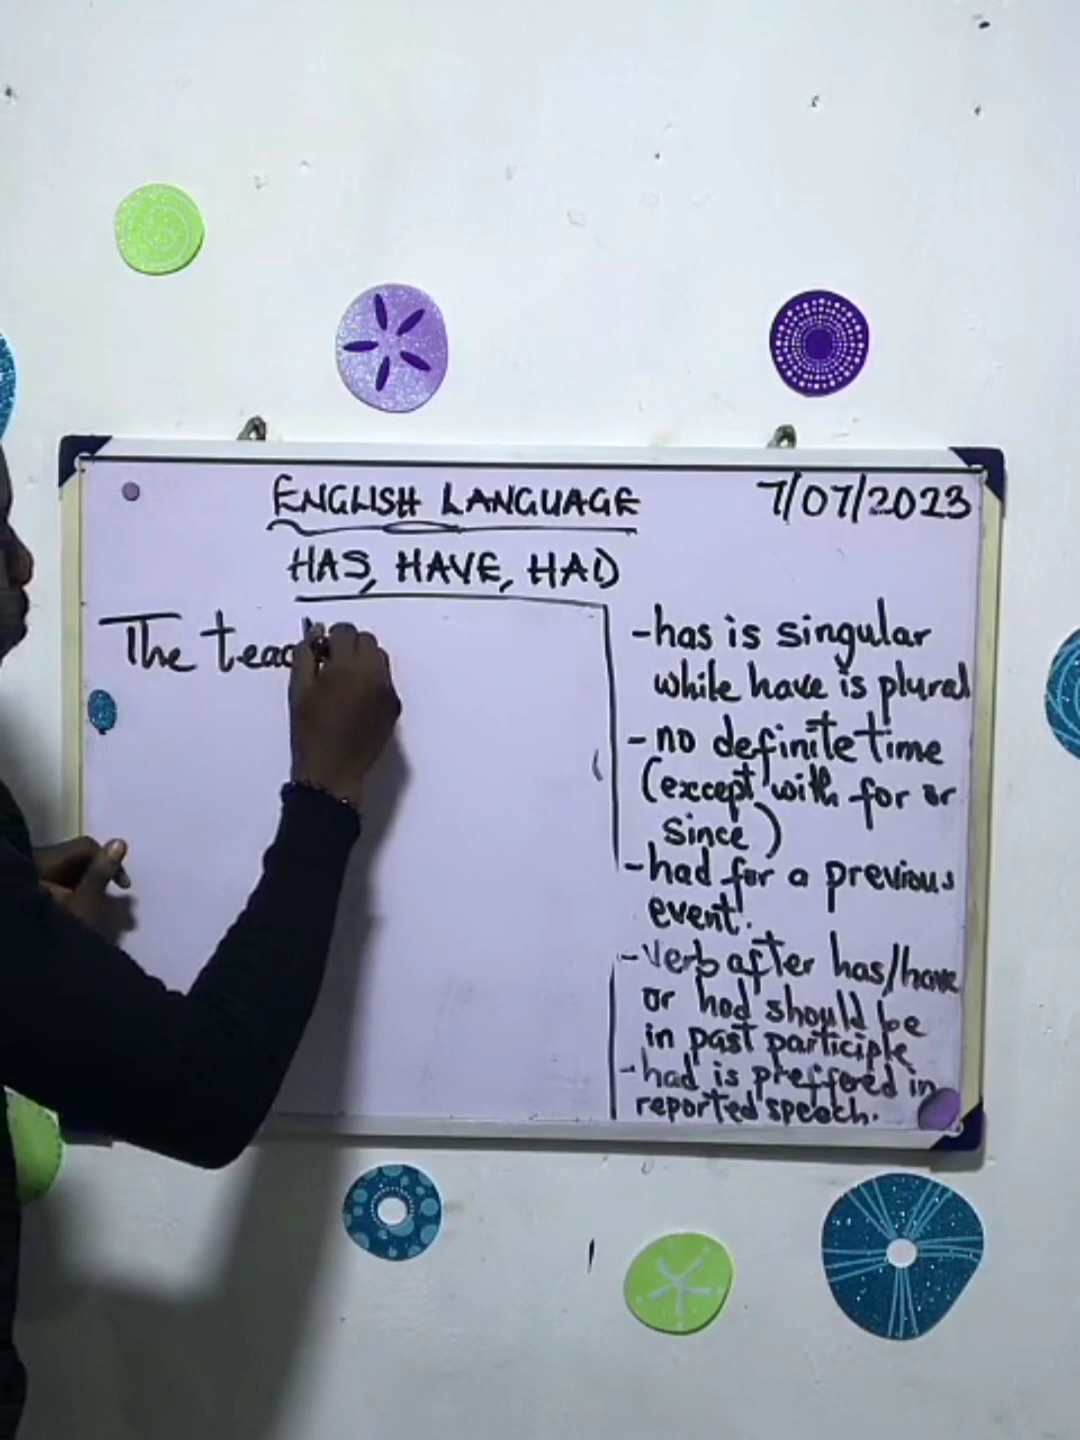 ENGLISH LANGUAGE
7/07/2023
HAS, HAVE, HAD
The teac
-has is singular
while have is plural
- no definite time
(except with for or
since)
-had for a previous
event.
-verb after has/have
or had should be
in past participle
-had is preffered in
reported speech.